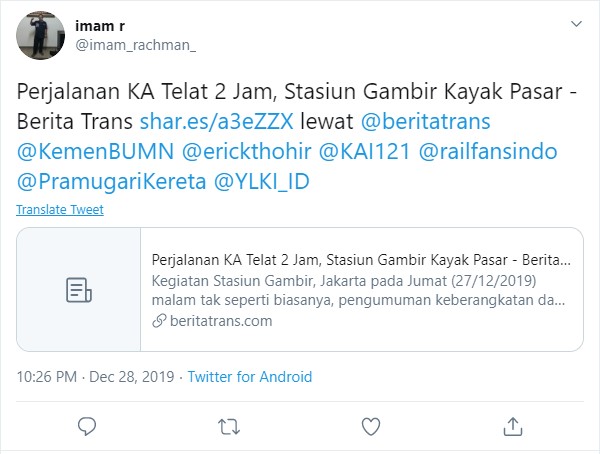 imam r
@imam_rachman_
Perjalanan KA Telat 2 Jam, Stasiun Gambir Kayak Pasar -
Berita Trans shar.es/a3eZZX lewat @beritatrans
@KemenBUMN @erickthohir @KAI121 @railfansindo
@PramugariKereta @YLKI_ID
Translate Tweet
Perjalanan KA Telat 2 Jam, Stasiun Gambir Kayak Pasar - Berita...
Kegiatan Stasiun Gambir, Jakarta pada Jumat (27/12/2019)
malam tak seperti biasanya, pengumuman keberangkatan da...
beritatrans.com
10:26 PM · Dec 28, 2019 · Twitter for Android